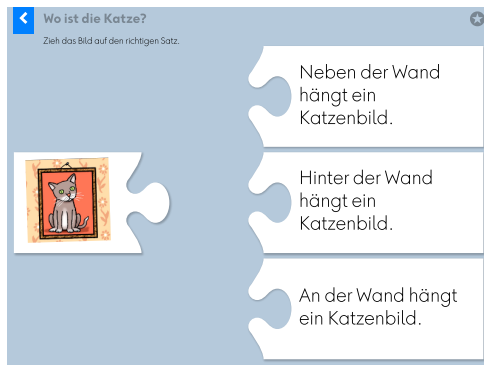 Wo ist die Katze?
Zieh das Bild auf den richtigen Satz.
Neben der Wand
hängt ein
Katzenbild.
Hinter der Wand
hängt ein
Katzenbild.
An der Wand hängt
ein Katzenbild.